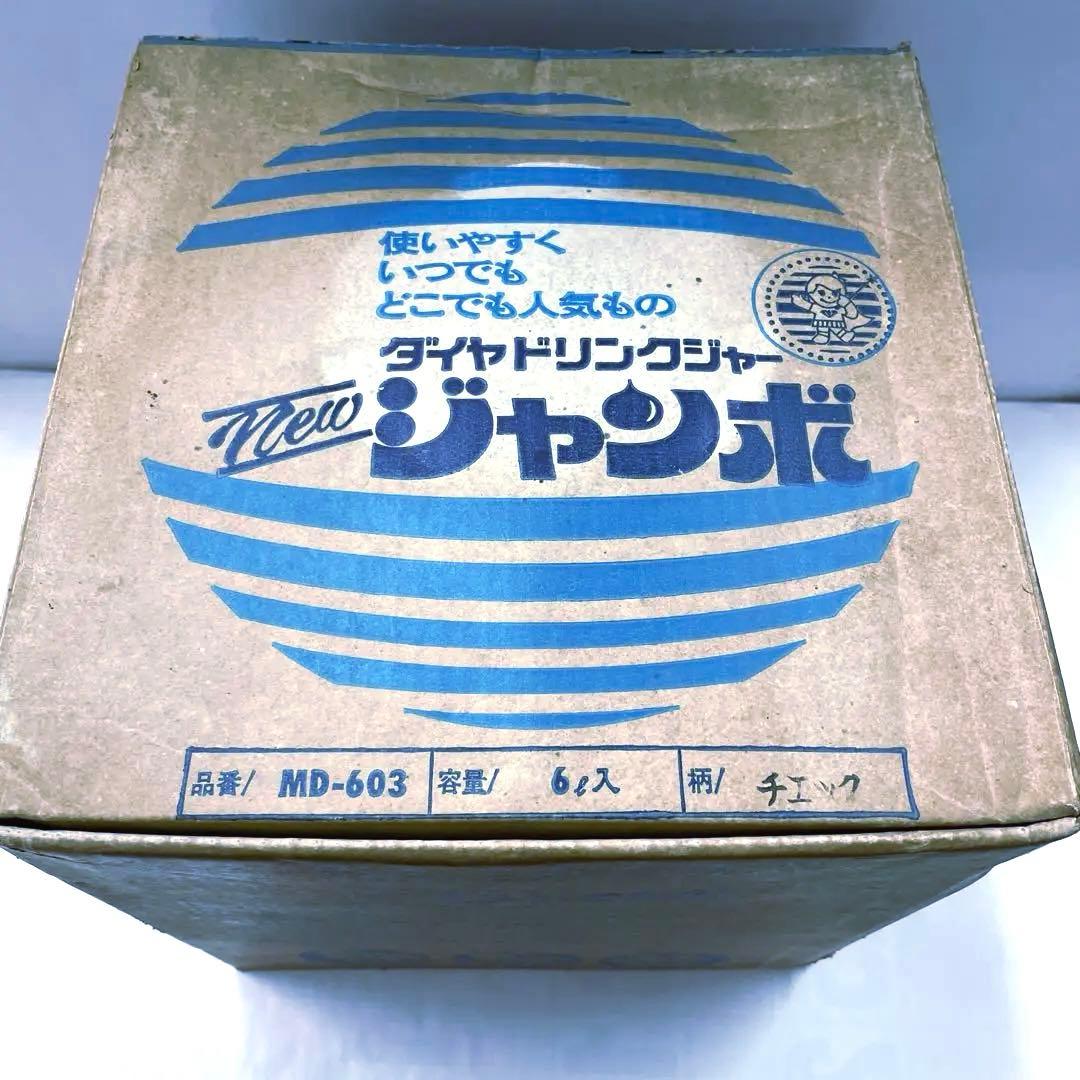 使いやすく
いつでも
どこでも人気もの
ダイヤドリンクジャー
New ジャンボ
品番/ MD-603 容量/ 6ℓ入 柄/ チエック